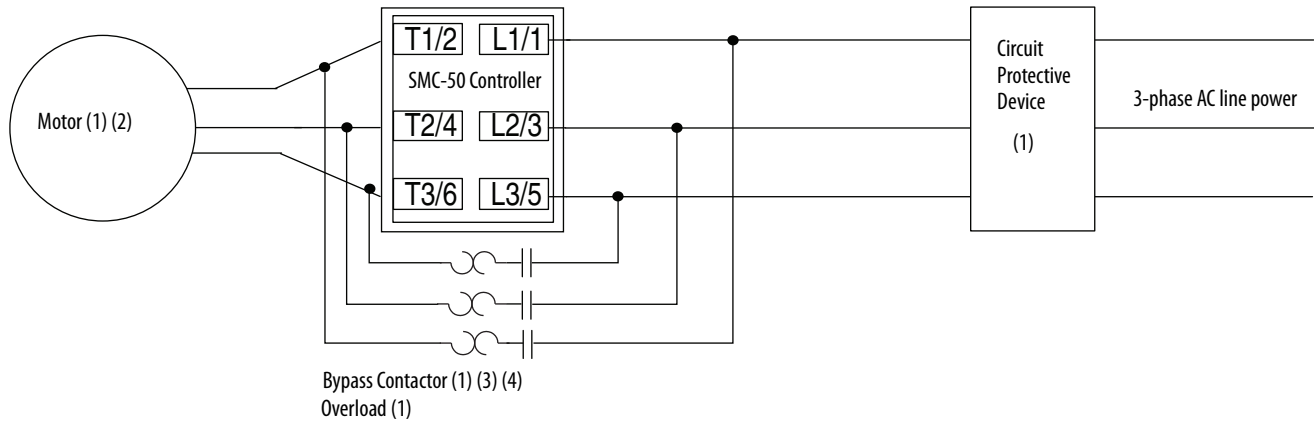 Motor (1) (2)
T1/2 L1/1
SMC-50 Controller
T2/4 L2/3
T3/6 L3/5
Bypass Contactor (1) (3) (4)
Overload (1)
Circuit
Protective
Device
(1)
3-phase AC line power